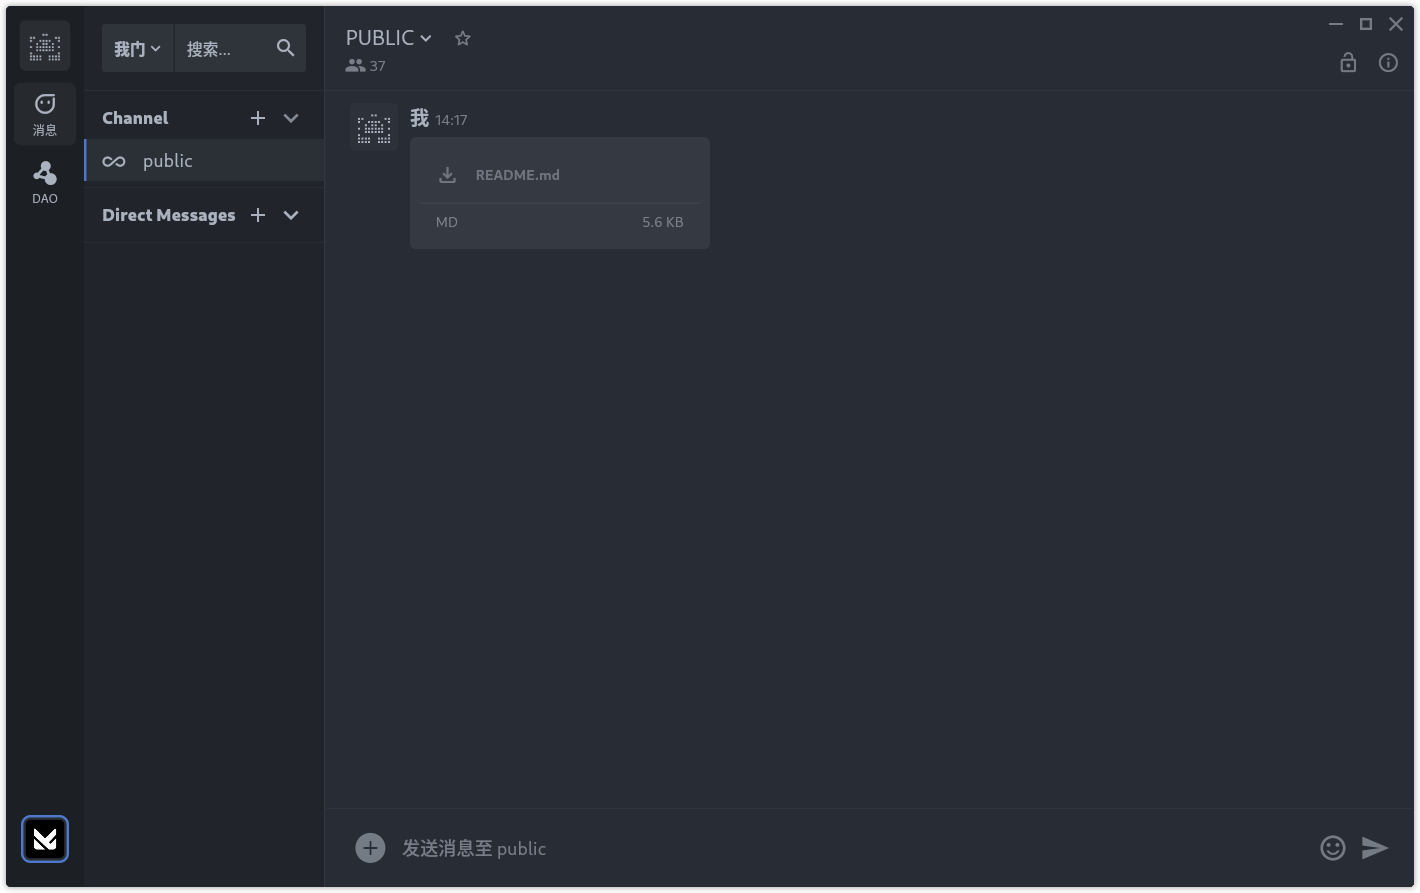 我门
搜索...
消息
DAO
Channel
public
Direct Messages
PUBLIC
37
我 14:17
README.md
MD 5.6 KB
发送消息至 public